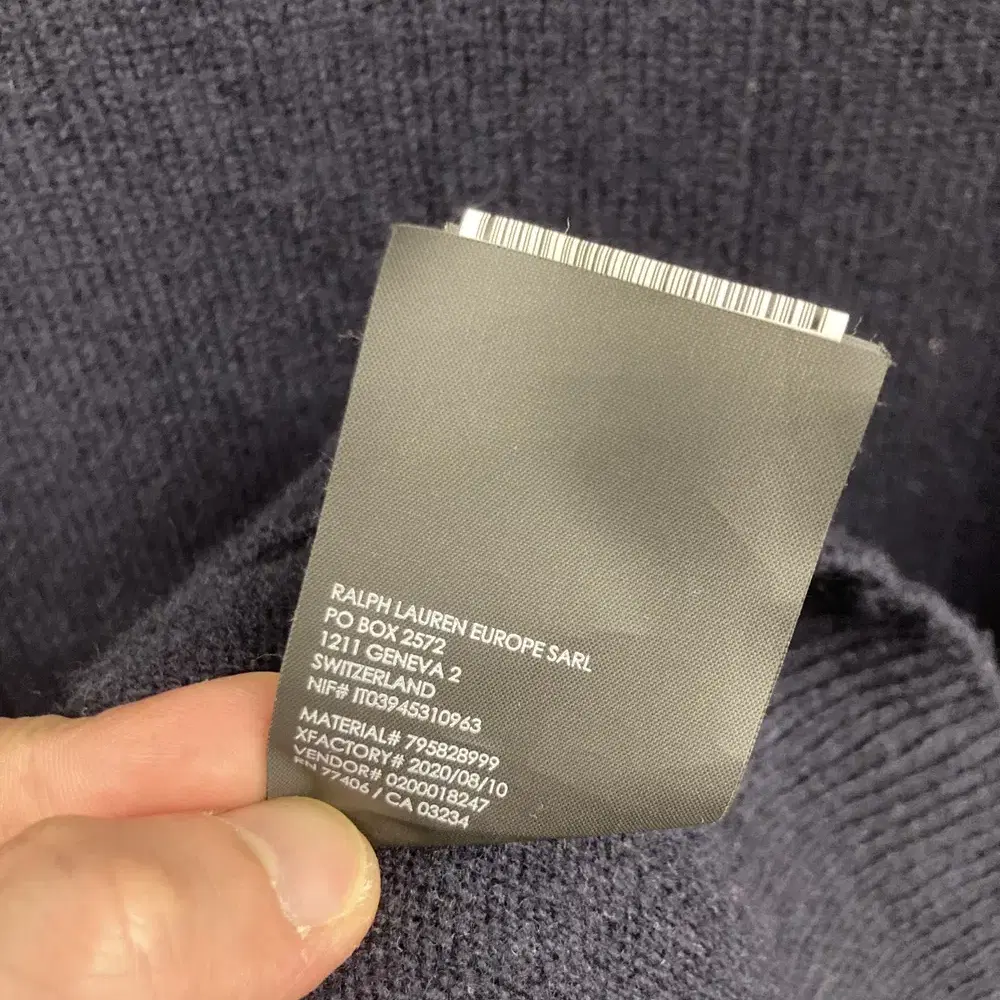 RALPH LAUREN EUROPE SARL
PO BOX 2572
1211 GENEVA 2
SWITZERLAND
NIF# IT03945310963
MATERIAL# 795828999
XFACTORY# 2020/08/10
VENDOR# 0200018247
RN 77406 / CA 03234